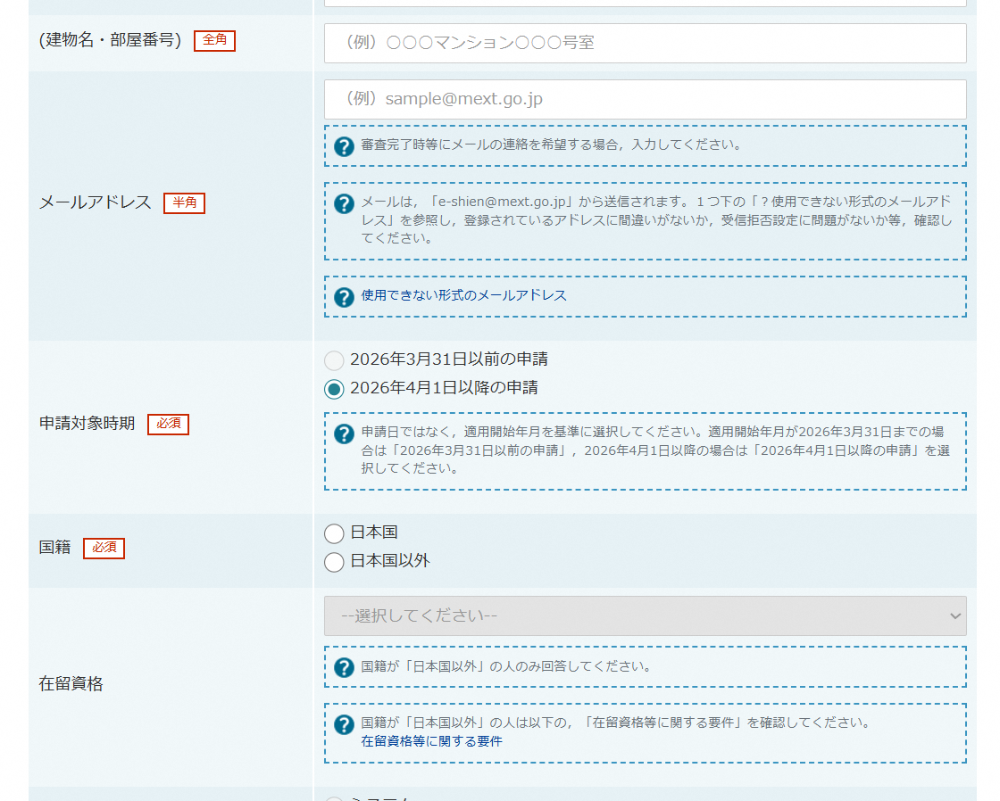 (建物名・部屋番号) 全角
（例）○○○マンション○○○号室
（例）sample@mext.go.jp
審査完了時等にメールの連絡を希望する場合，入力してください。
メールアドレス 半角
メールは，「e-shien@mext.go.jp」から送信されます。１つ下の「？使用できない形式のメールアド
レス」を参照し，登録されているアドレスに間違いがないか，受信拒否設定に問題がないか等，確認し
てください。
使用できない形式のメールアドレス
2026年3月31日以前の申請
2026年4月1日以降の申請
申請対象時期 必須
申請日ではなく，適用開始年月を基準に選択してください。適用開始年月が2026年3月31日までの場
合は「2026年3月31日以前の申請」，2026年4月1日以降の場合は「2026年4月1日以降の申請」を選
択してください。
国籍 必須
日本国
日本国以外
--選択してください--
国籍が「日本国以外」の人のみ回答してください。
在留資格
国籍が「日本国以外」の人は以下の，「在留資格等に関する要件」を確認してください。
在留資格等に関する要件